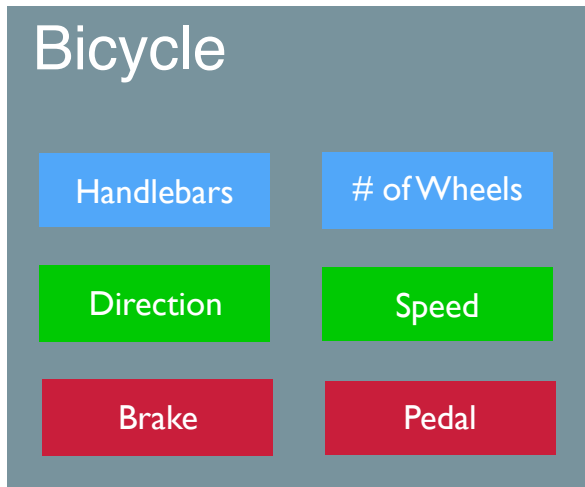 Bicycle
Handlebars
# of Wheels
Direction
Speed
Brake
Pedal